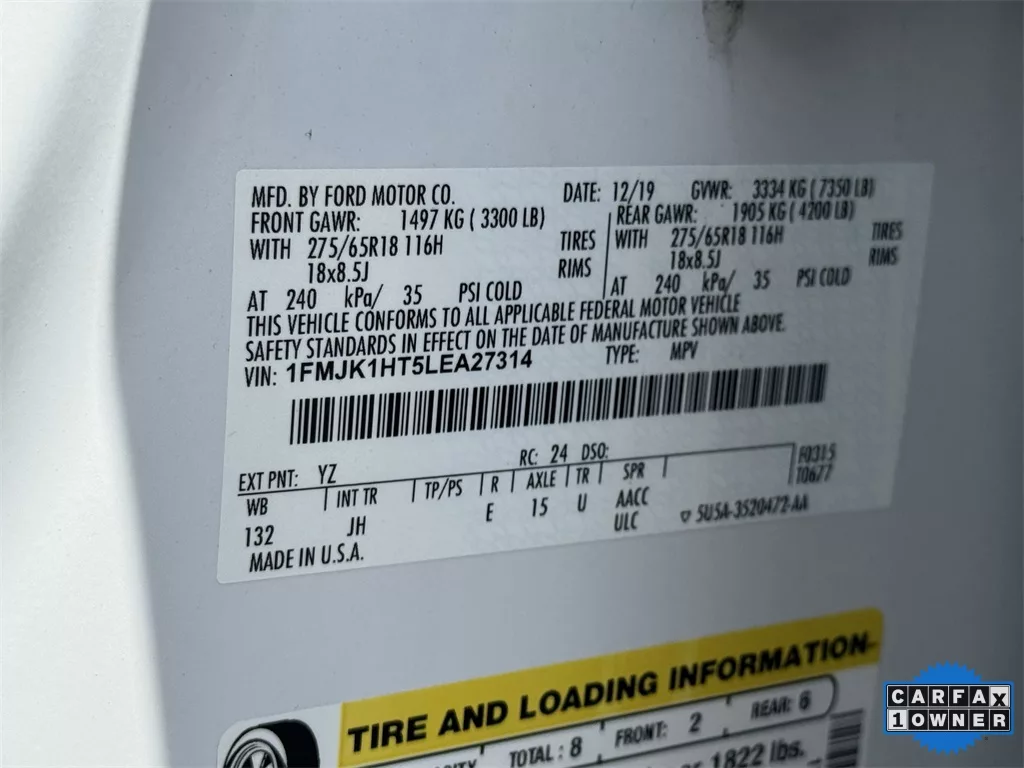 MFD. BY FORD MOTOR CO. DATE: 12/19 GVWR: 3334 KG ( 7350 LB)
FRONT GAWR: 1497 KG ( 3300 LB) REAR GAWR: 1905 KG ( 4200 LB)
WITH 275/65R18 116H TIRES WITH 275/65R18 116H TIRES
18x8.5J RIMS 18x8.5J RIMS
AT 240 kPa/ 35 PSI COLD AT 240 kPa/ 35 PSI COLD
THIS VEHICLE CONFORMS TO ALL APPLICABLE FEDERAL MOTOR VEHICLE
SAFETY STANDARDS IN EFFECT ON THE DATE OF MANUFACTURE SHOWN ABOVE.
VIN: 1FMJK1HT5LEA27314 TYPE: MPV
EXT PNT: YZ RC: 24 DSO: F0315
WB INT TR TP/PS R AXLE TR SPR T0677
132 JH E 15 U AACC
ULC 5U5A-3520472-AA
MADE IN U.S.A.
TIRE AND LOADING INFORMATION
TOTAL : 8 FRONT: 2 REAR: 6
1822 lbs.
CARFAX
1 OWNER